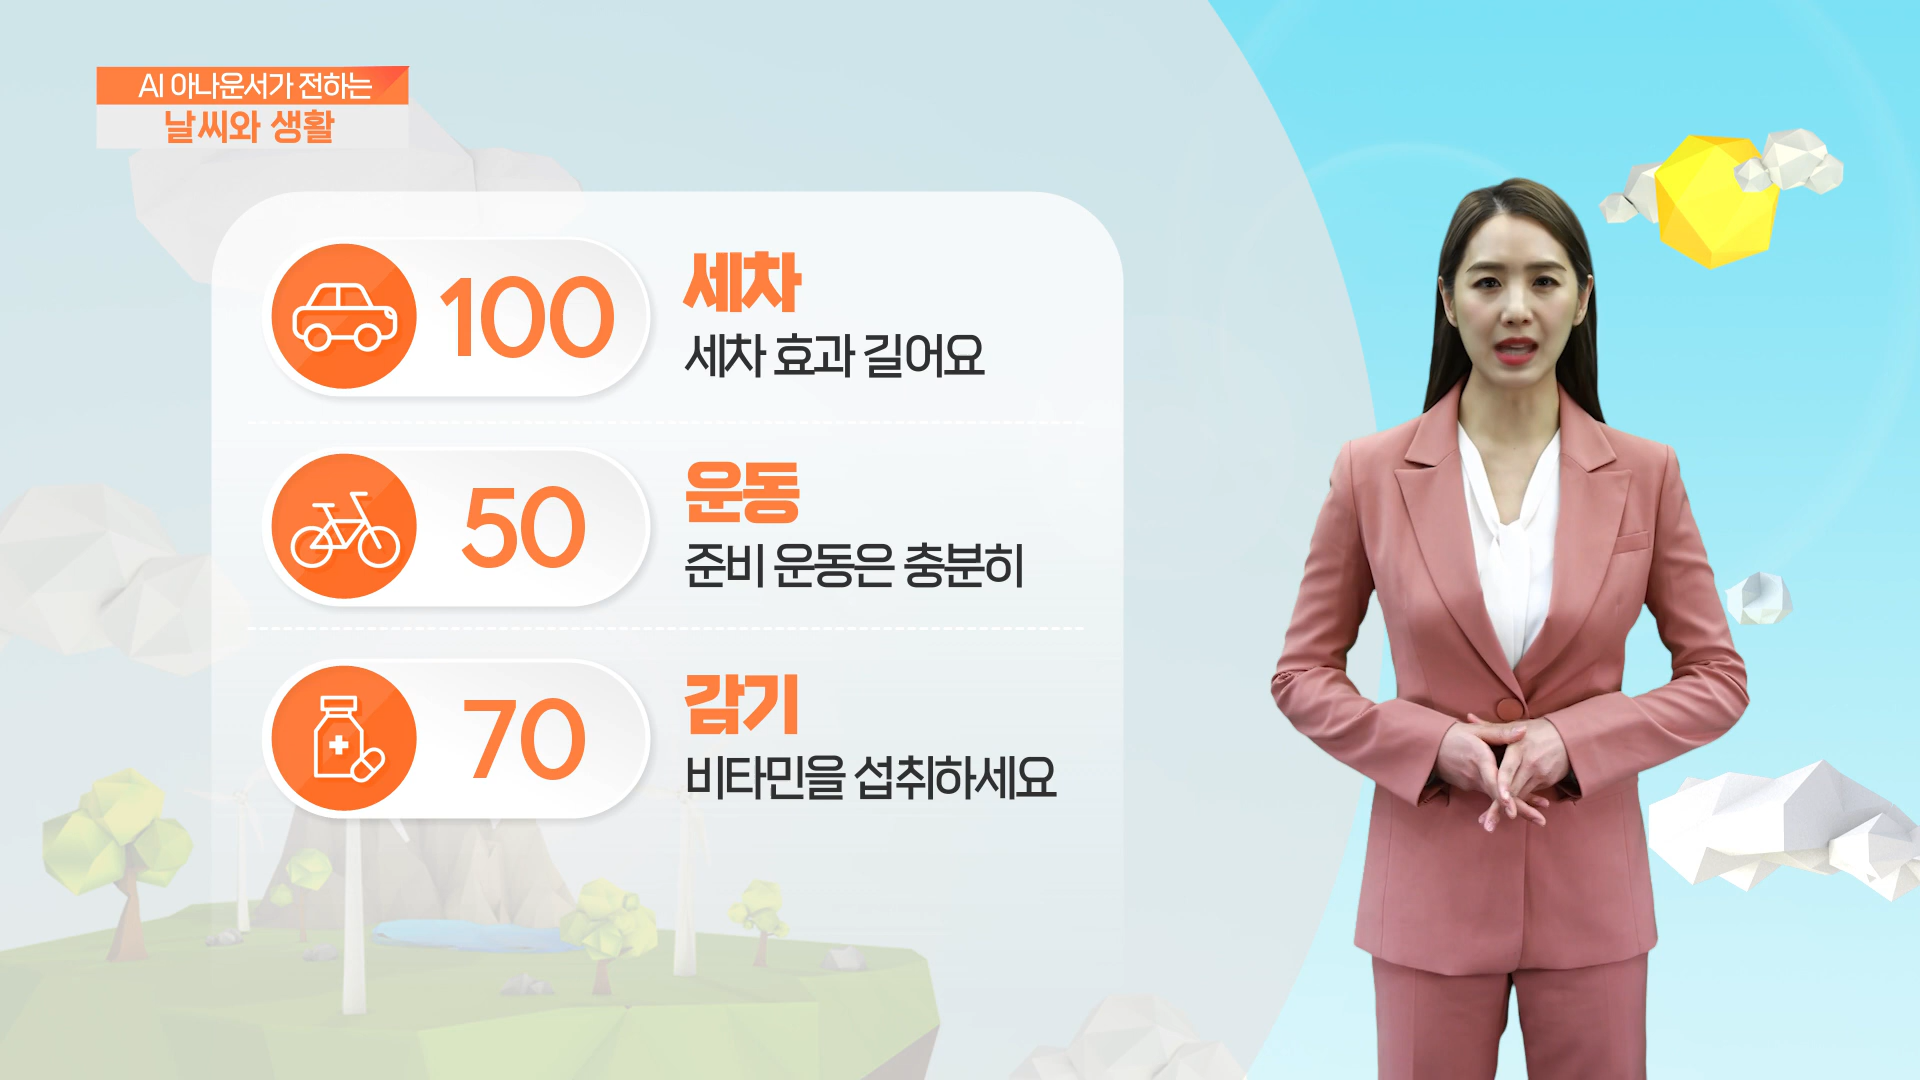 AI 아나운서가 전하는
날씨와 생활
100
세차
세차 효과 길어요
50
운동
준비 운동은 충분히
70
감기
비타민을 섭취하세요